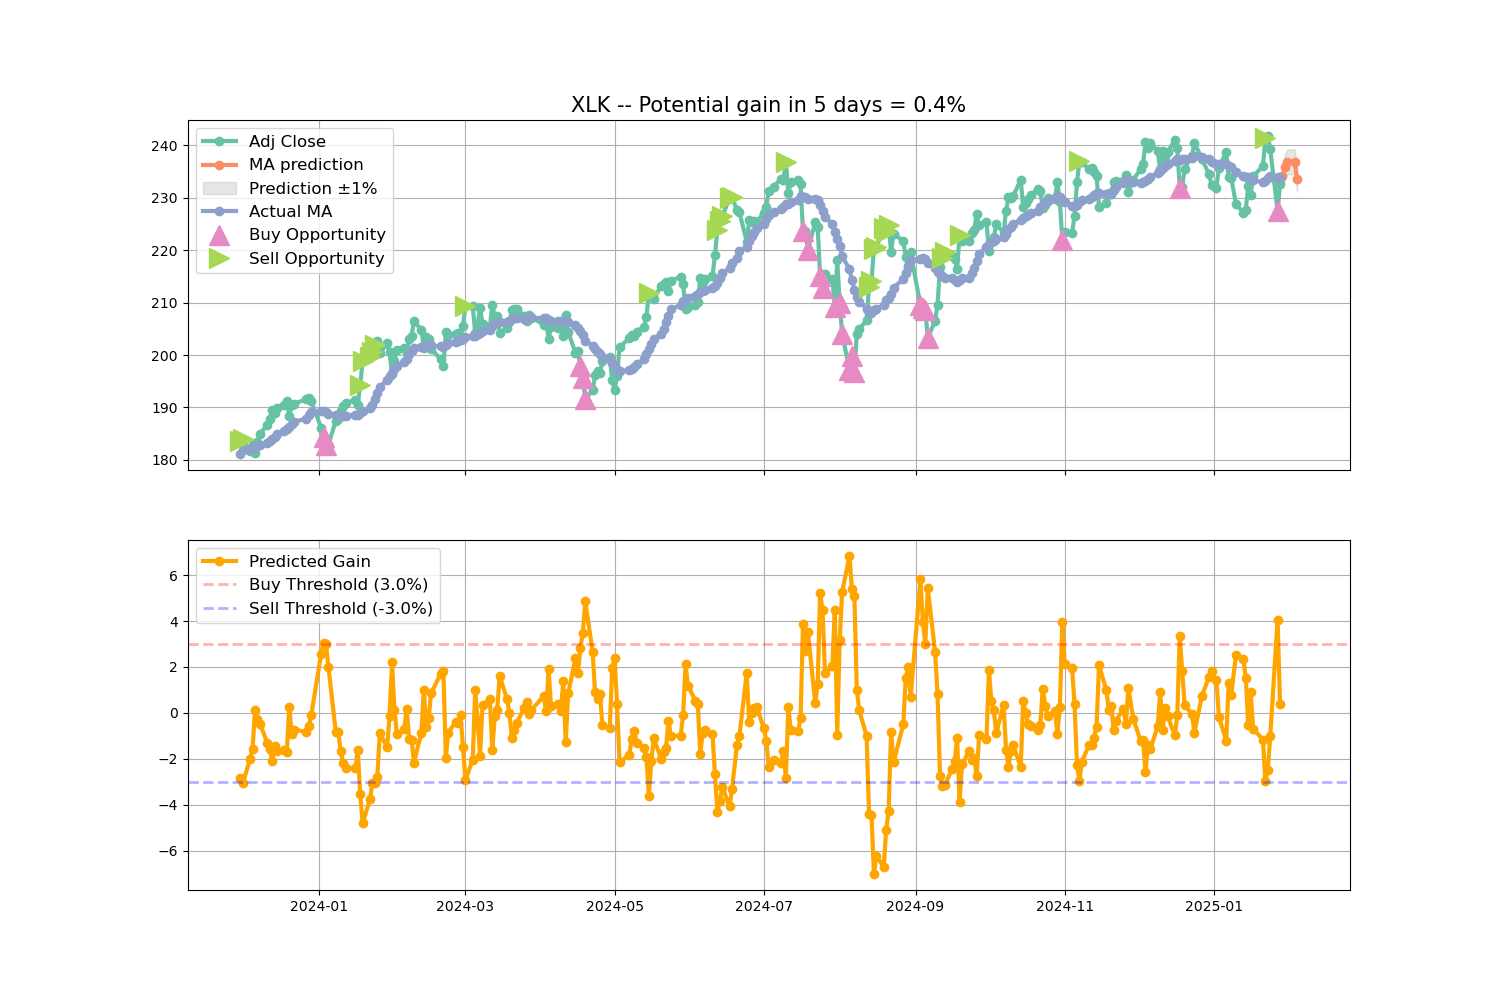 XLK -- Potential gain in 5 days = 0.4%
Adj Close
MA prediction
Prediction ±1%
Actual MA
Buy Opportunity
Sell Opportunity
240
230
220
210
200
190
180
Predicted Gain
Buy Threshold (3.0%)
Sell Threshold (-3.0%)
6
4
2
0
−2
−4
−6
2024-01
2024-03
2024-05
2024-07
2024-09
2024-11
2025-01